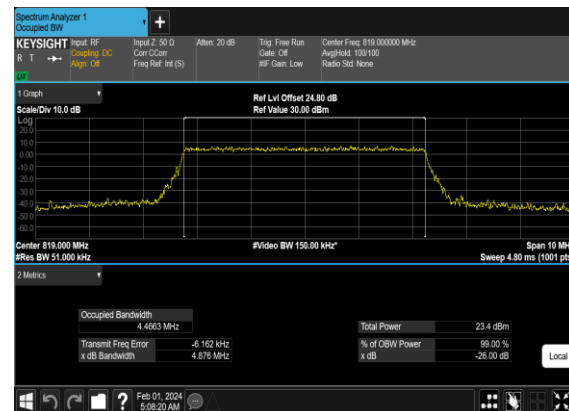 Spectrum Analyzer 1
Occupied BW
KEYSIGHT Input: RF Input Z: 50 Ω Atten: 20 dB Trig: Free Run Center Freq: 819.000000 MHz
R T Coupling: DC Corr CCorr Gate: Off Avg|Hold: 100/100
Align: Off Freq Ref: Int (S) #IF Gain: Low Radio Std: None
1 Graph
Ref Lvl Offset 24.80 dB
Scale/Div 10.0 dB Ref Value 30.00 dBm
Log
20.0
10.0
0.00
-10.0
-20.0
-30.0
-40.0
-50.0
-60.0
Center 819.000 MHz #Video BW 150.00 kHz* Span 10 MH
#Res BW 51.000 kHz Sweep 4.80 ms (1001 pts
2 Metrics
Occupied Bandwidth
4.4663 MHz Total Power 23.4 dBm
Transmit Freq Error -6.162 kHz % of OBW Power 99.00 %
x dB Bandwidth 4.876 MHz x dB -26.00 dB
Local
? Feb 01, 2024
5:08:20 AM